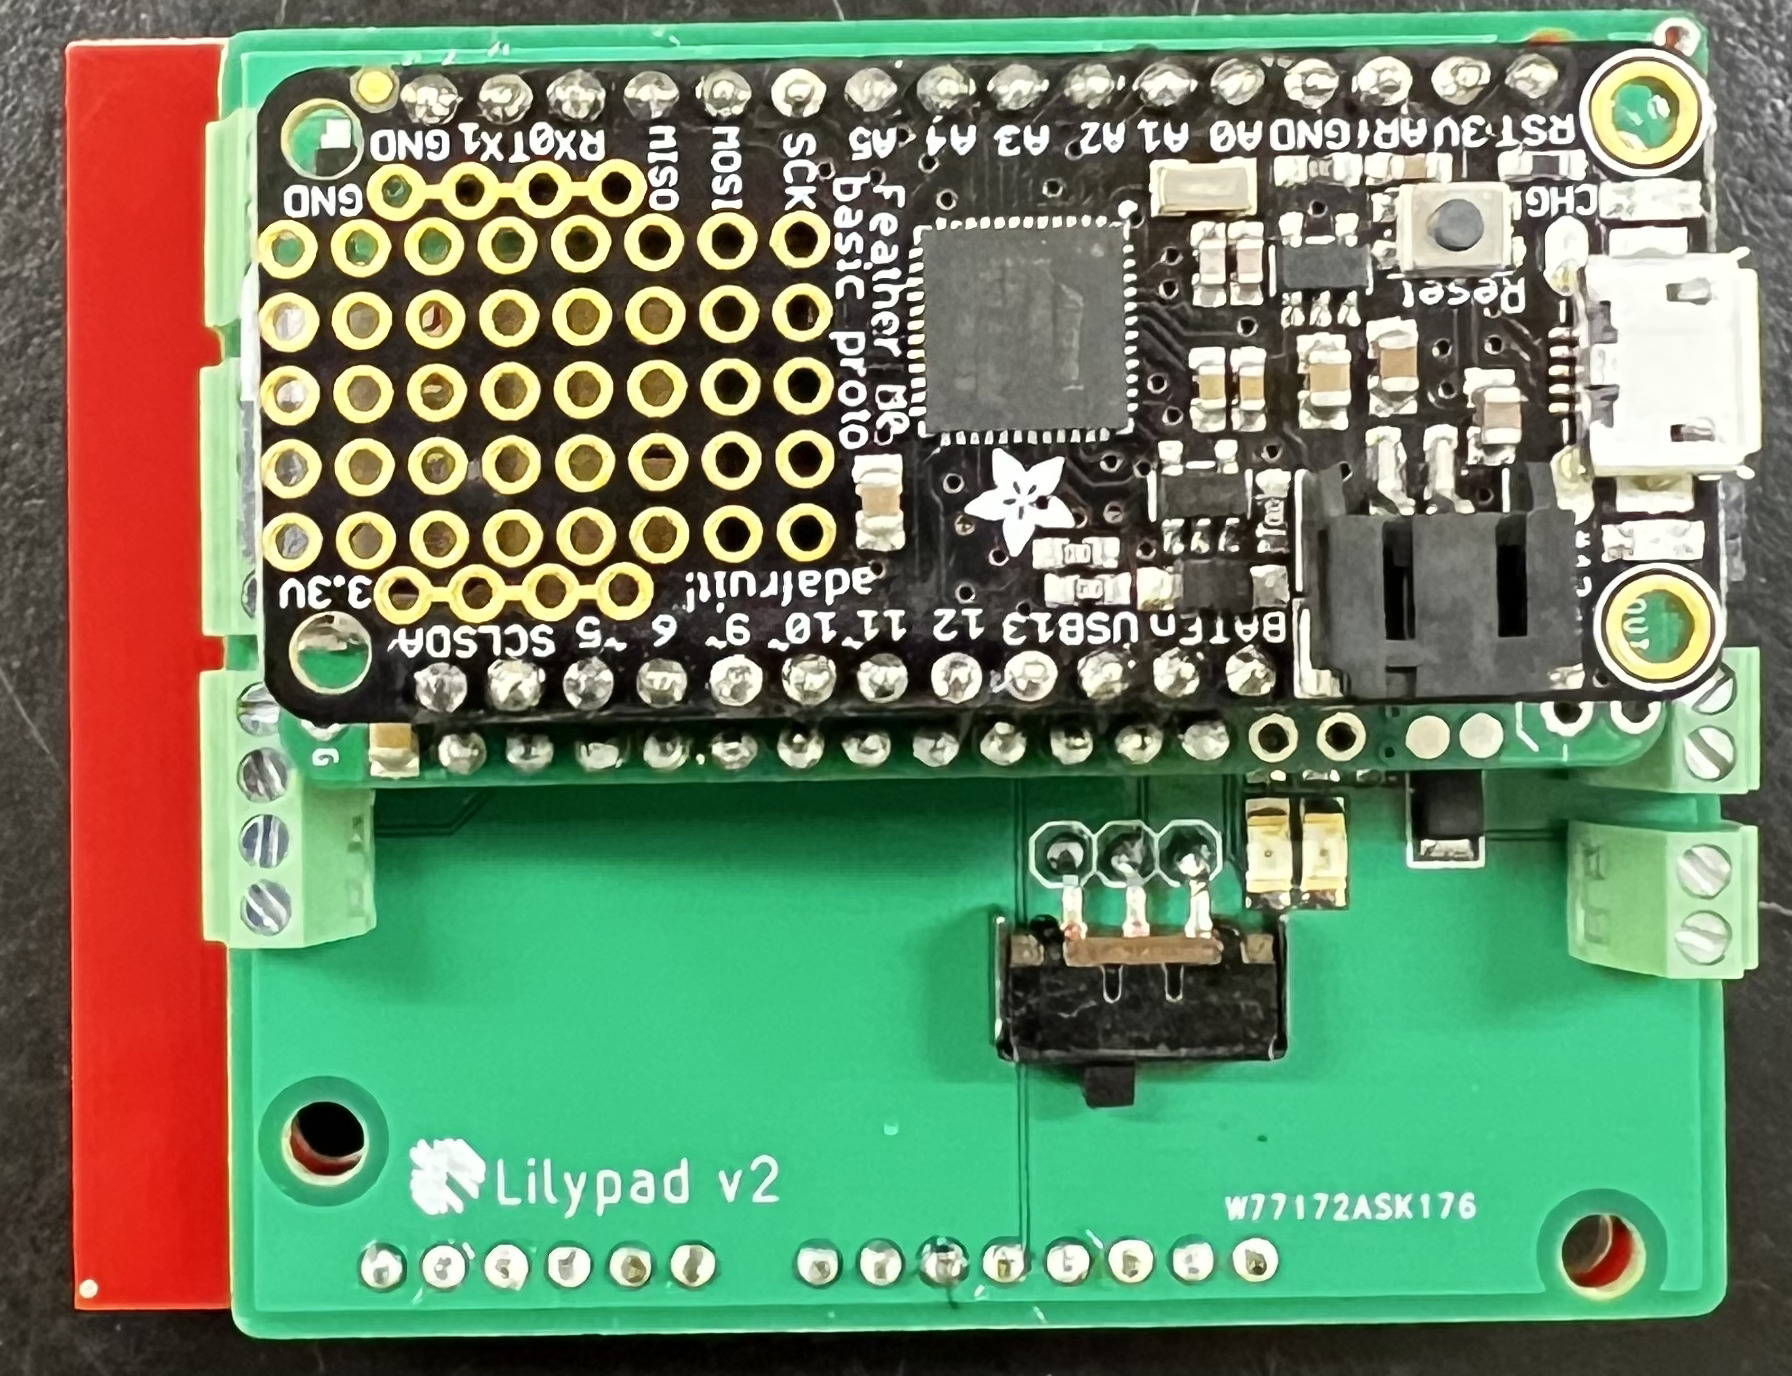 GND GND TX1 RX0 MISO MOSI SCK A5 A4 A3 A2 A1 A0 GND AR 3V RST
GND
CHG
Reset
Feather M0
basic proto
3.3V
adafruit!
SDA SCL ~5 6 ~9 ~10 ~11 12 13 USB En BAT
G
Lilypad v2
W77172ASK176